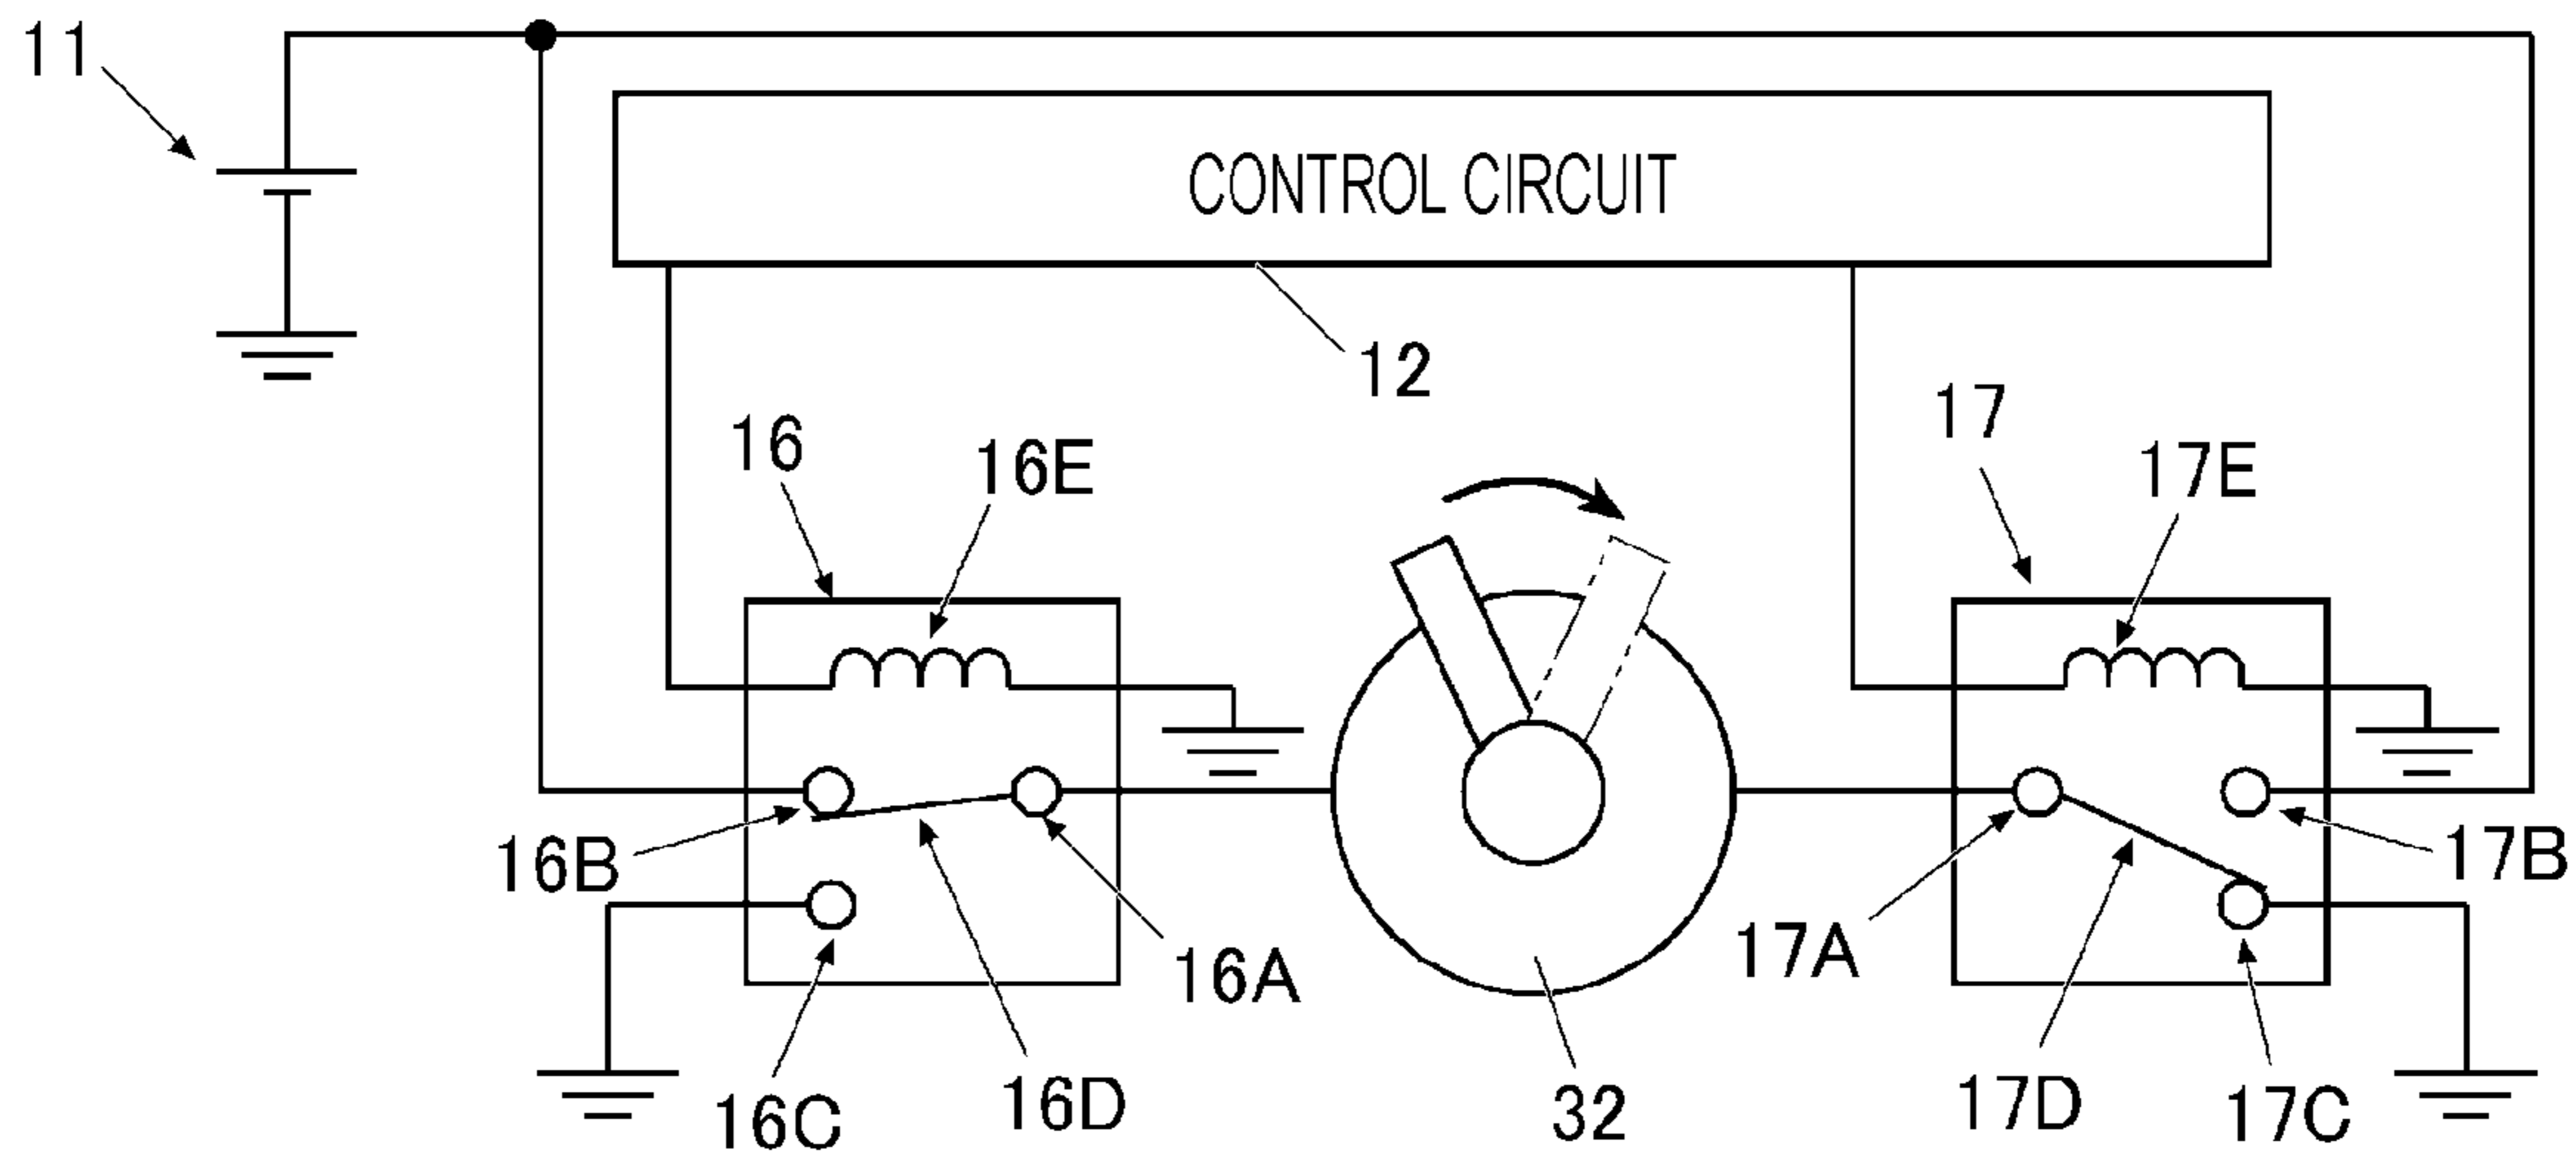 11
CONTROL CIRCUIT
12
16
16E
17
17E
16B
16A
17A
17B
16C
16D
32
17D
17C